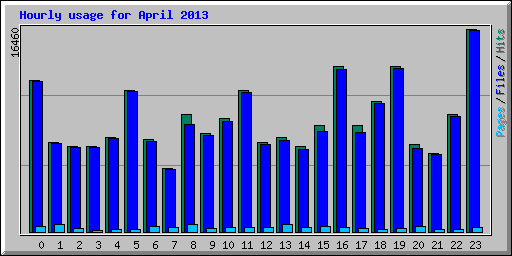 Hourly usage for April 2013
16460
Pages / Files / Hits
0 1 2 3 4 5 6 7 8 9 10 11 12 13 14 15 16 17 18 19 20 21 22 23